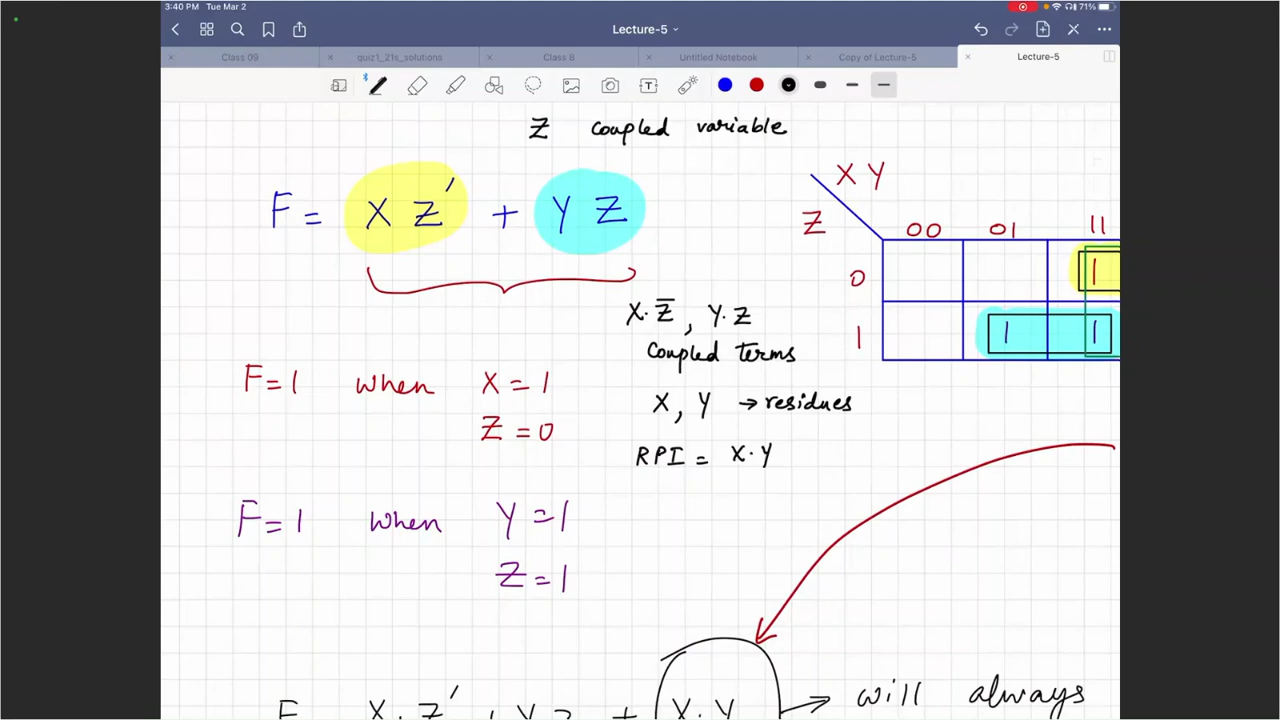 3:40 PM Tue Mar 2
71%
Lecture-5
Class 09
quiz1_21s_solutions
Class 8
Untitled Notebook
Copy of Lecture-5
Lecture-5
Z coupled variable
F = X Z' + Y Z
X Y
Z
00 01 11
0 1
1 1 1
X·Z̅ , Y·Z
Coupled terms
X, Y → residues
RPI = X·Y
F=1 when X = 1
Z = 0
F=1 when Y = 1
Z = 1
F X·Z' + YZ + X·Y → will always